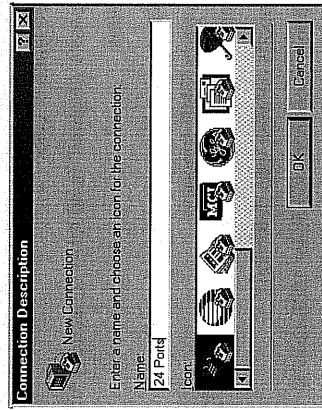 Connection Description
New Connection
Enter a name and choose an icon for the connection:
Name:
24 Ports
Icon:
MCI
OK
Cancel